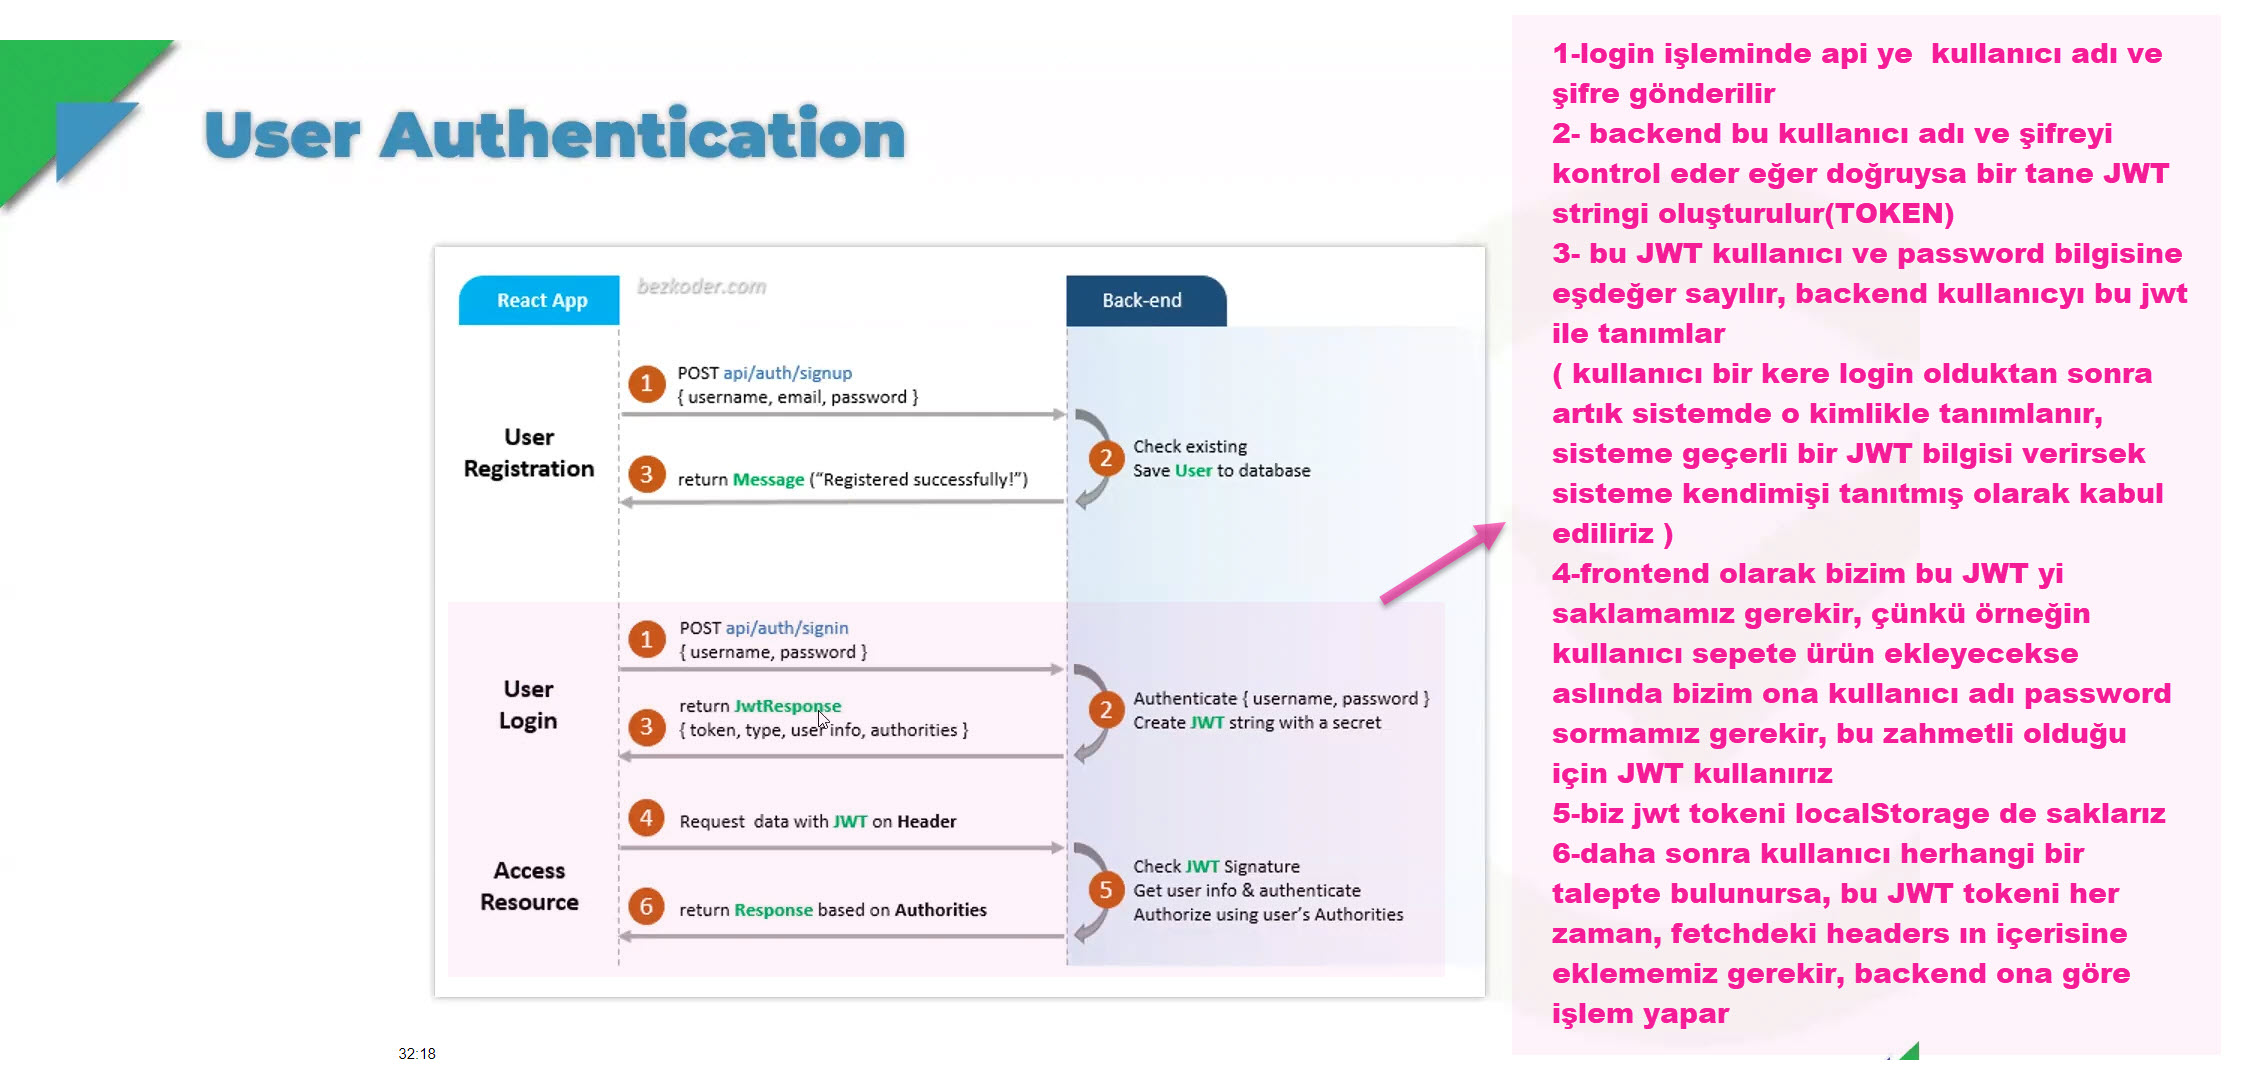 User Authentication
React App
bezkoder.com
Back-end
User
Registration
1
POST api/auth/signup
{ username, email, password }
2
Check existing
Save User to database
3
return Message (“Registered successfully!”)
User
Login
1
POST api/auth/signin
{ username, password }
2
Authenticate { username, password }
Create JWT string with a secret
3
return JwtResponse
{ token, type, user info, authorities }
Access
Resource
4
Request data with JWT on Header
5
Check JWT Signature
Get user info & authenticate
Authorize using user’s Authorities
6
return Response based on Authorities
1-login işleminde api ye kullanıcı adı ve
şifre gönderilir
2- backend bu kullanıcı adı ve şifreyi
kontrol eder eğer doğruysa bir tane JWT
stringi oluşturulur(TOKEN)
3- bu JWT kullanıcı ve password bilgisine
eşdeğer sayılır, backend kullanıcyı bu jwt
ile tanımlar
( kullanıcı bir kere login olduktan sonra
artık sistemde o kimlikle tanımlanır,
sisteme geçerli bir JWT bilgisi verirsek
sisteme kendimişi tanıtmış olarak kabul
ediliriz )
4-frontend olarak bizim bu JWT yi
saklamamız gerekir, çünkü örneğin
kullanıcı sepete ürün ekleyecekse
aslında bizim ona kullanıcı adı password
sormamız gerekir, bu zahmetli olduğu
için JWT kullanırız
5-biz jwt tokeni localStorage de saklarız
6-daha sonra kullanıcı herhangi bir
talepte bulunursa, bu JWT tokeni her
zaman, fetchdeki headers ın içerisine
eklememiz gerekir, backend ona göre
işlem yapar
32:18